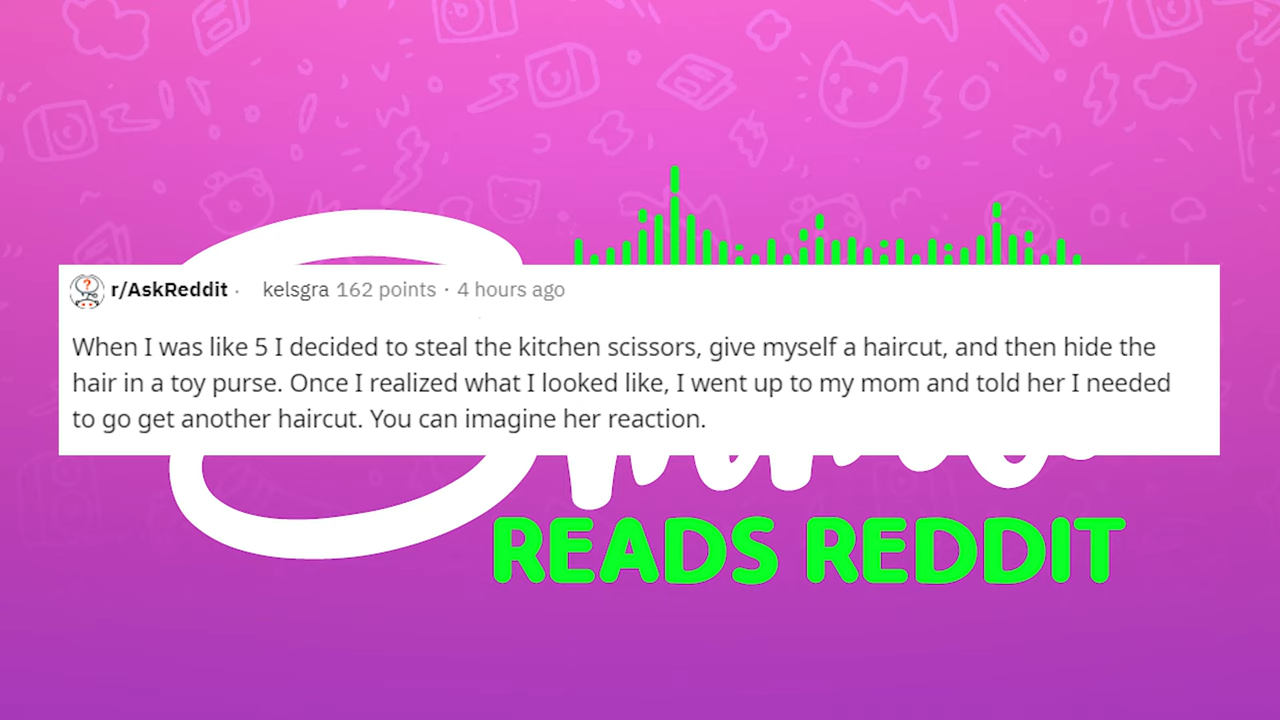 r/AskReddit · kelsgra 162 points · 4 hours ago
When I was like 5 I decided to steal the kitchen scissors, give myself a haircut, and then hide the
hair in a toy purse. Once I realized what I looked like, I went up to my mom and told her I needed
to go get another haircut. You can imagine her reaction.
READS REDDIT